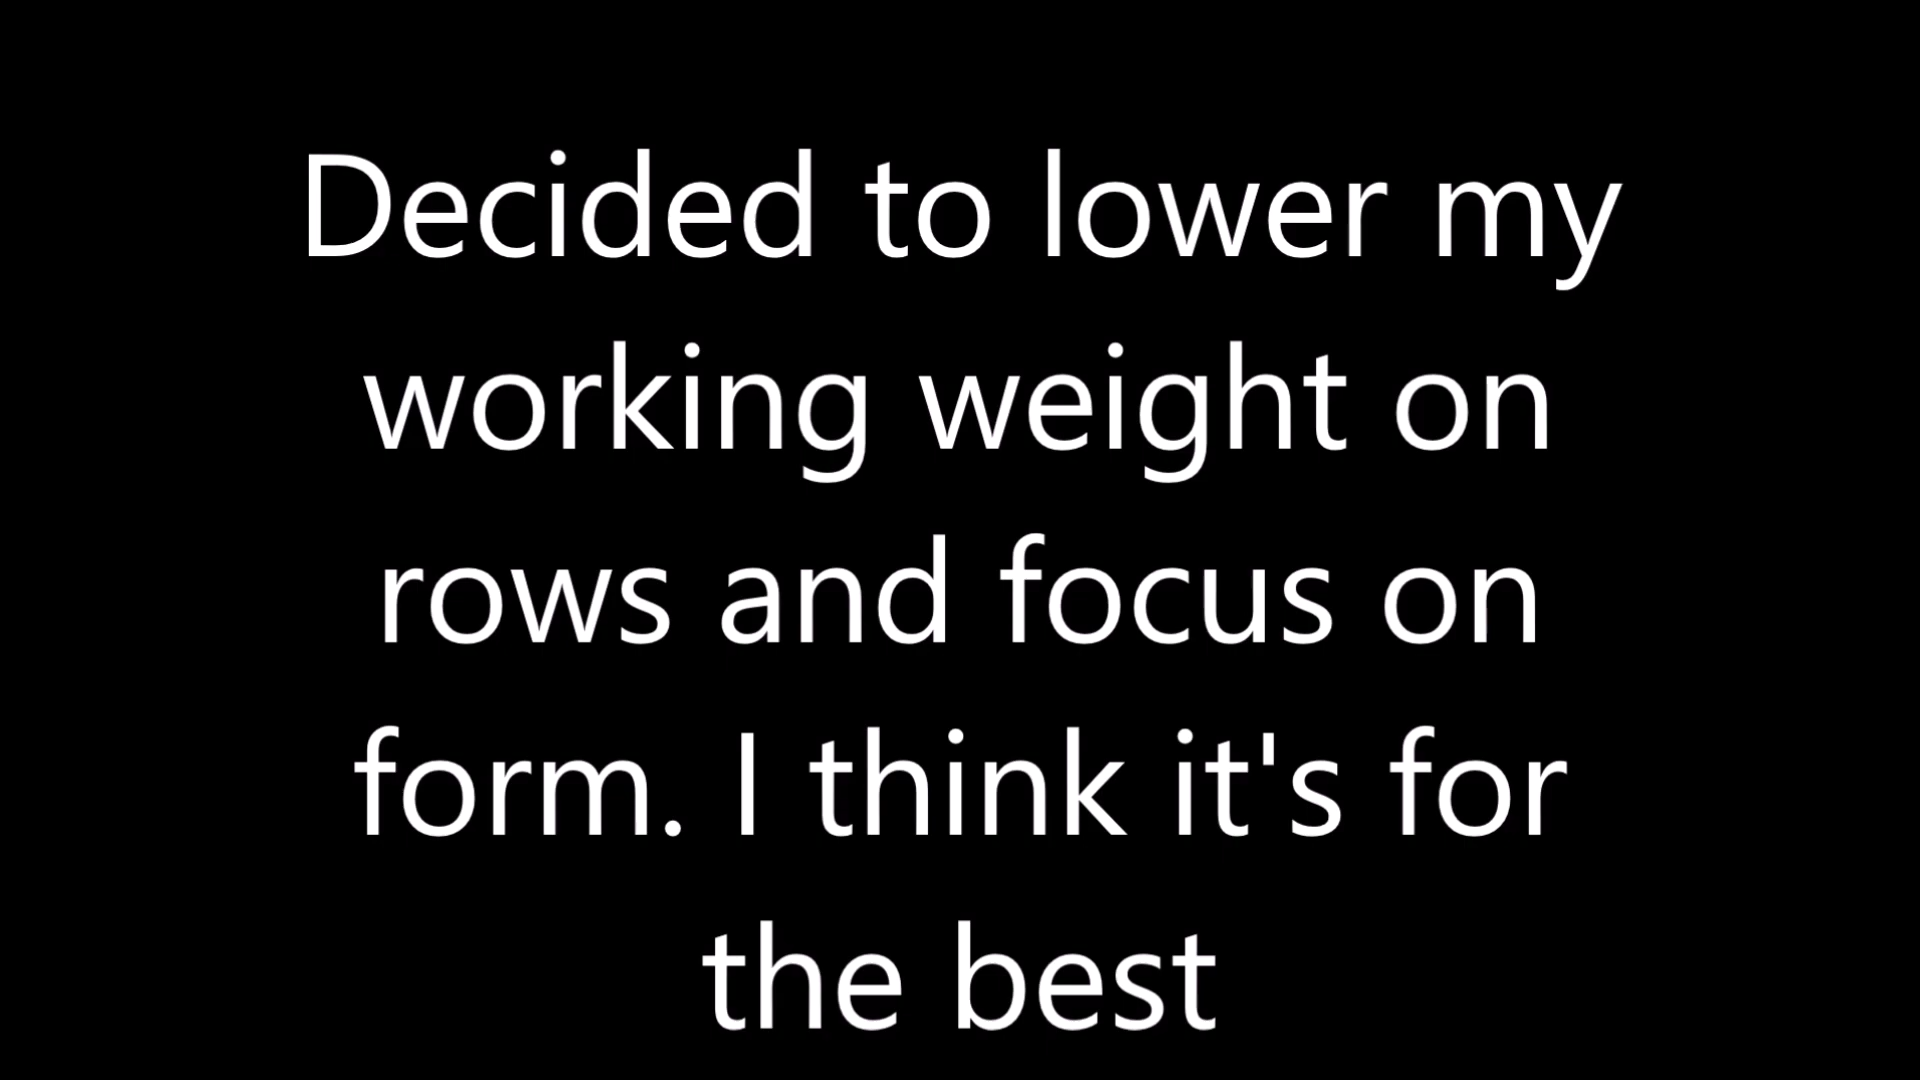 Decided to lower my
working weight on
rows and focus on
form. I think it's for
the best